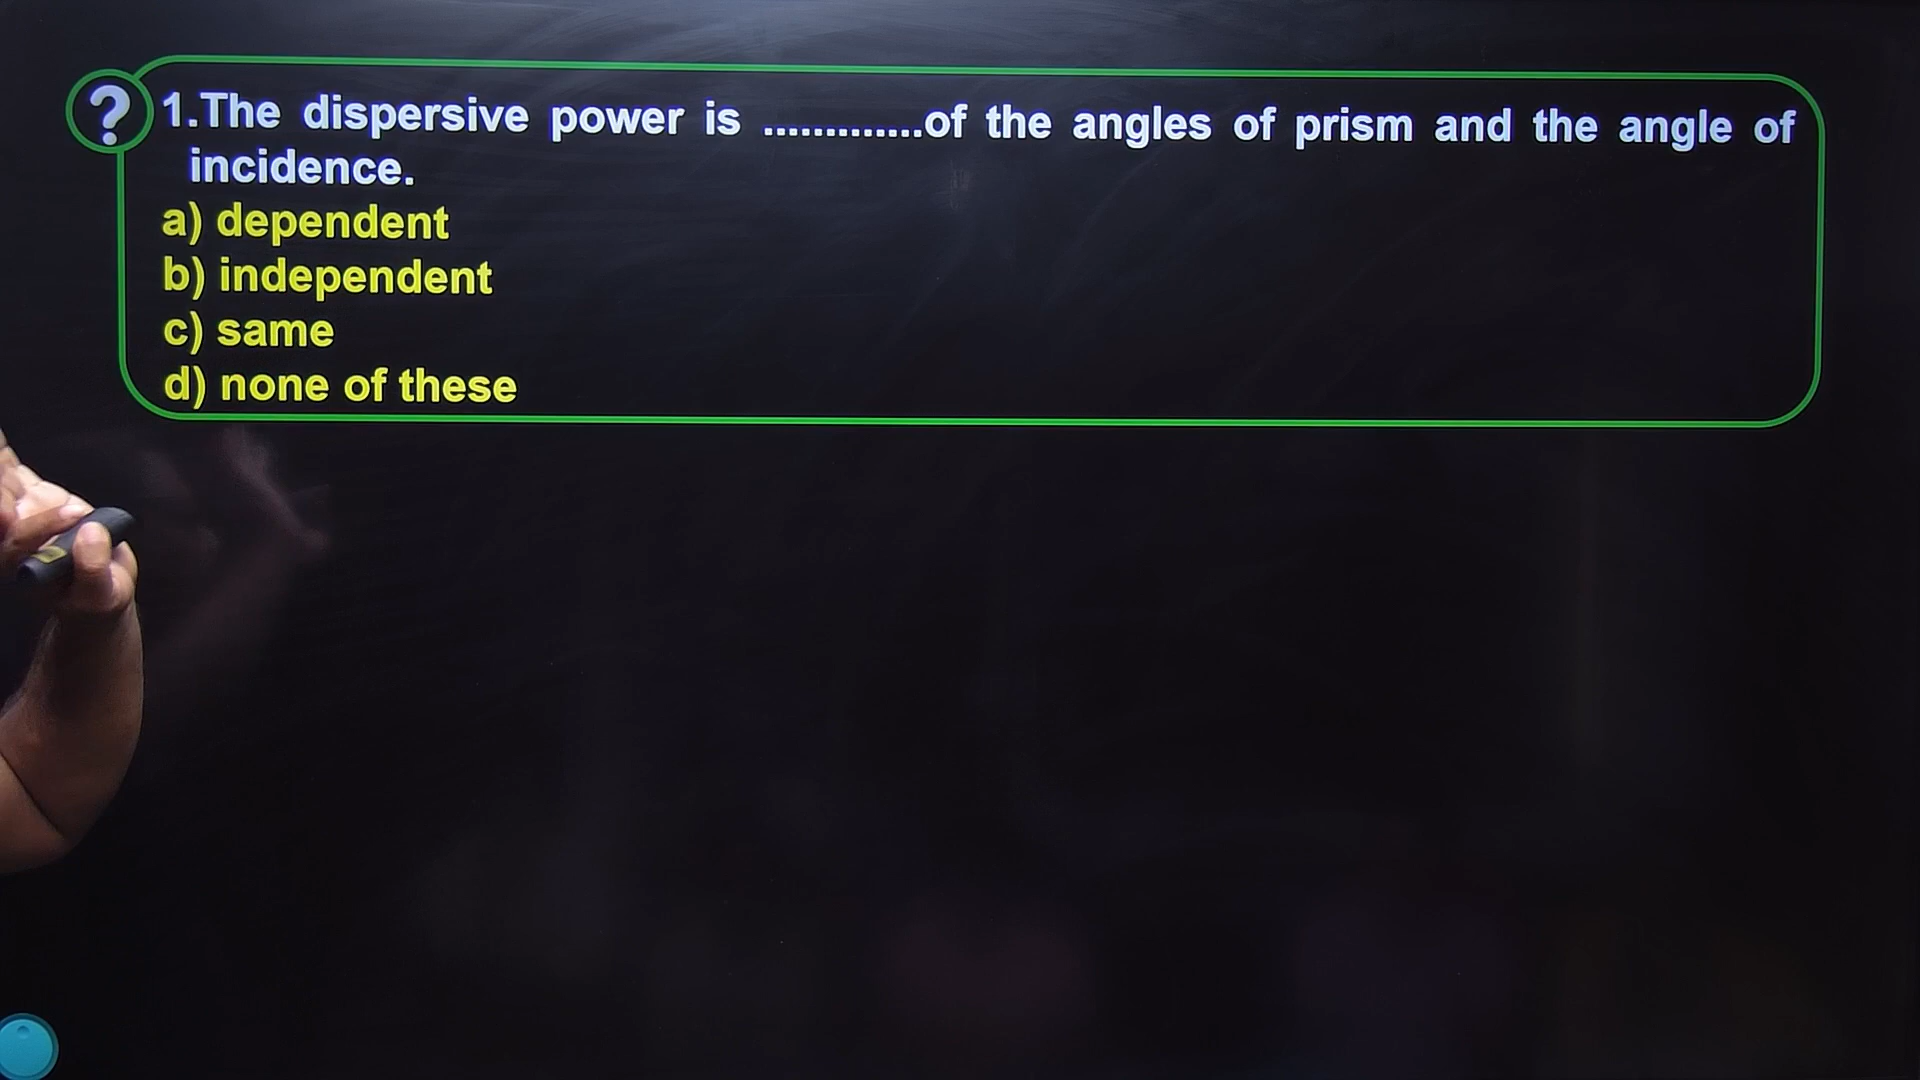 ?
1.The dispersive power is .............of the angles of prism and the angle of
incidence.
a) dependent
b) independent
c) same
d) none of these